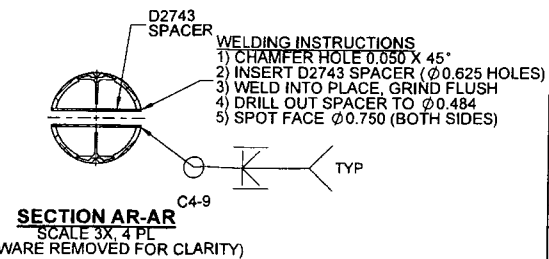 D2743
SPACER
WELDING INSTRUCTIONS
1) CHAMFER HOLE 0.050 X 45°
2) INSERT D2743 SPACER (Ø0.625 HOLES)
3) WELD INTO PLACE, GRIND FLUSH
4) DRILL OUT SPACER TO Ø0.484
5) SPOT FACE Ø0.750 (BOTH SIDES)
TYP
C4-9
SECTION AR-AR
SCALE 3X, 4 PL
WARE REMOVED FOR CLARITY)